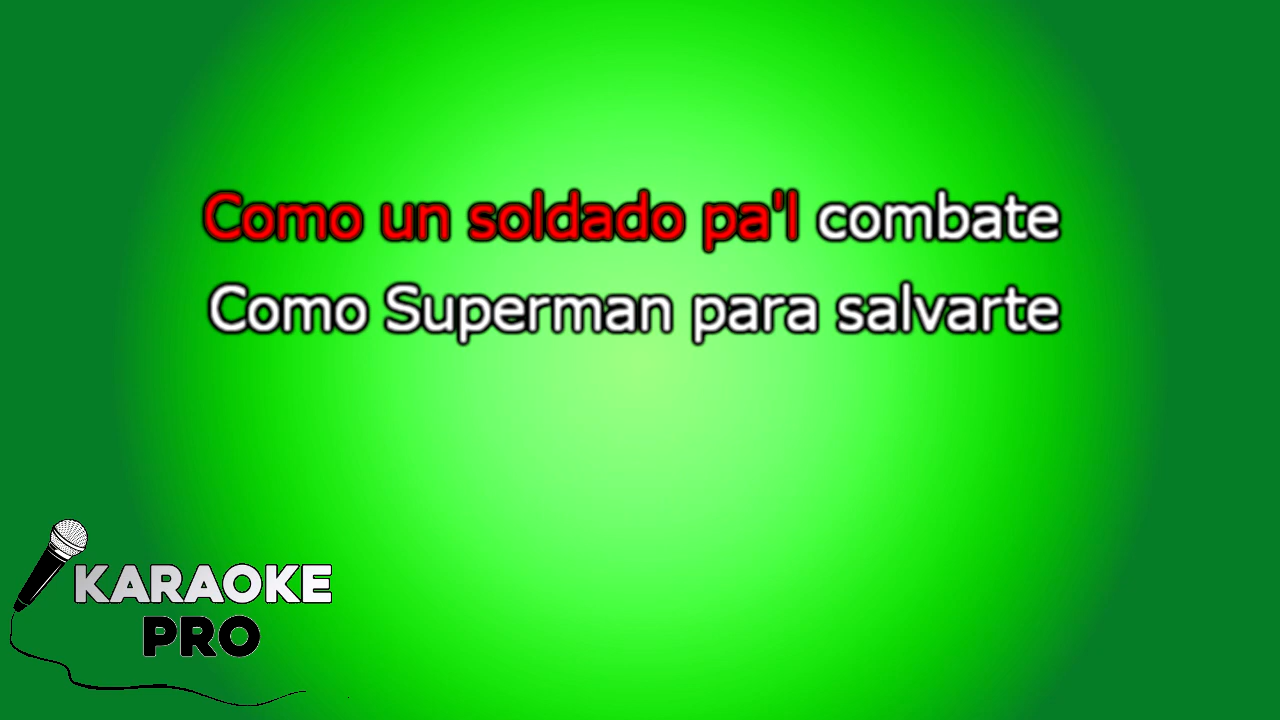 Como un soldado pa'l combate
Como Superman para salvarte
KARAOKE
PRO